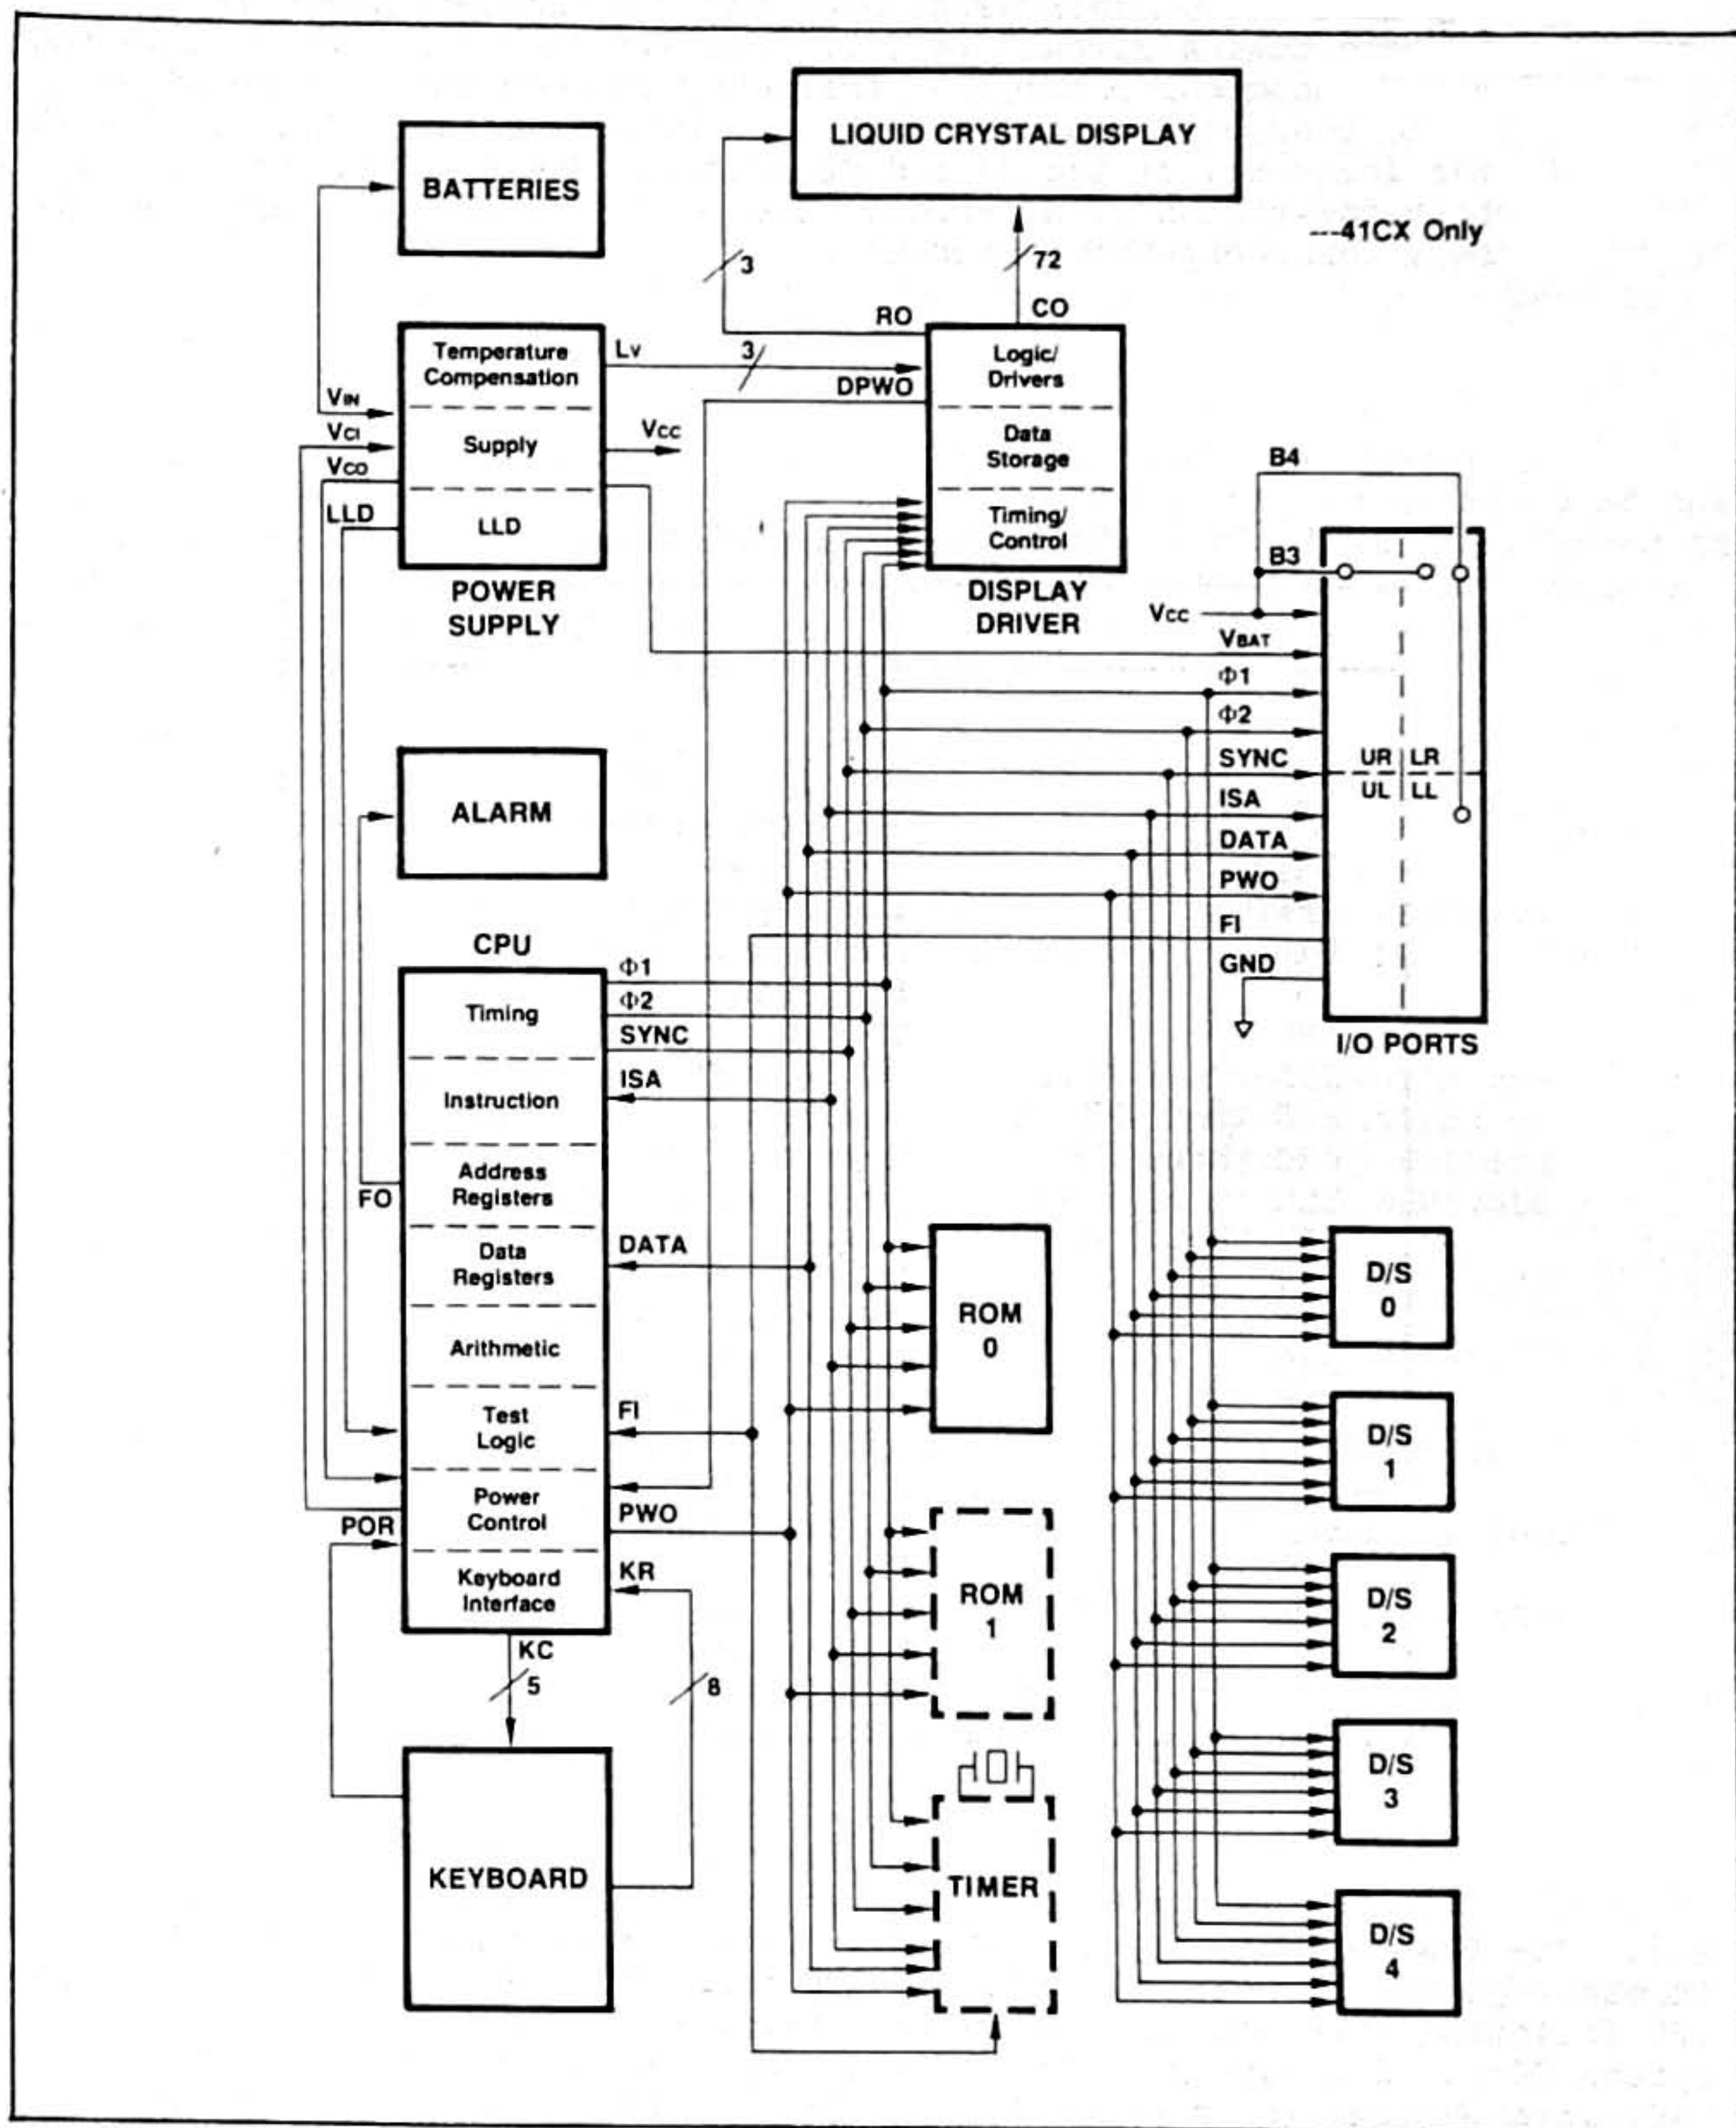 LIQUID CRYSTAL DISPLAY
BATTERIES
---41CX Only
3
72
RO
CO
Temperature
Compensation
Lv
3
Logic/
Drivers
DPWO
VIN
VCI
Supply
Vcc
Data
Storage
VCO
B4
LLD
LLD
Timing/
Control
B3
POWER
SUPPLY
DISPLAY
DRIVER
Vcc
VBAT
Φ1
Φ2
SYNC
UR
LR
ALARM
ISA
UL
LL
DATA
PWO
FI
CPU
GND
Φ1
Timing
Φ2
SYNC
I/O PORTS
ISA
Instruction
Address
Registers
FO
Data
Registers
DATA
D/S
0
ROM
0
Arithmetic
Test
Logic
FI
D/S
1
Power
Control
PWO
POR
Keyboard
Interface
KR
ROM
1
D/S
2
KC
5
8
D/S
3
KEYBOARD
TIMER
D/S
4